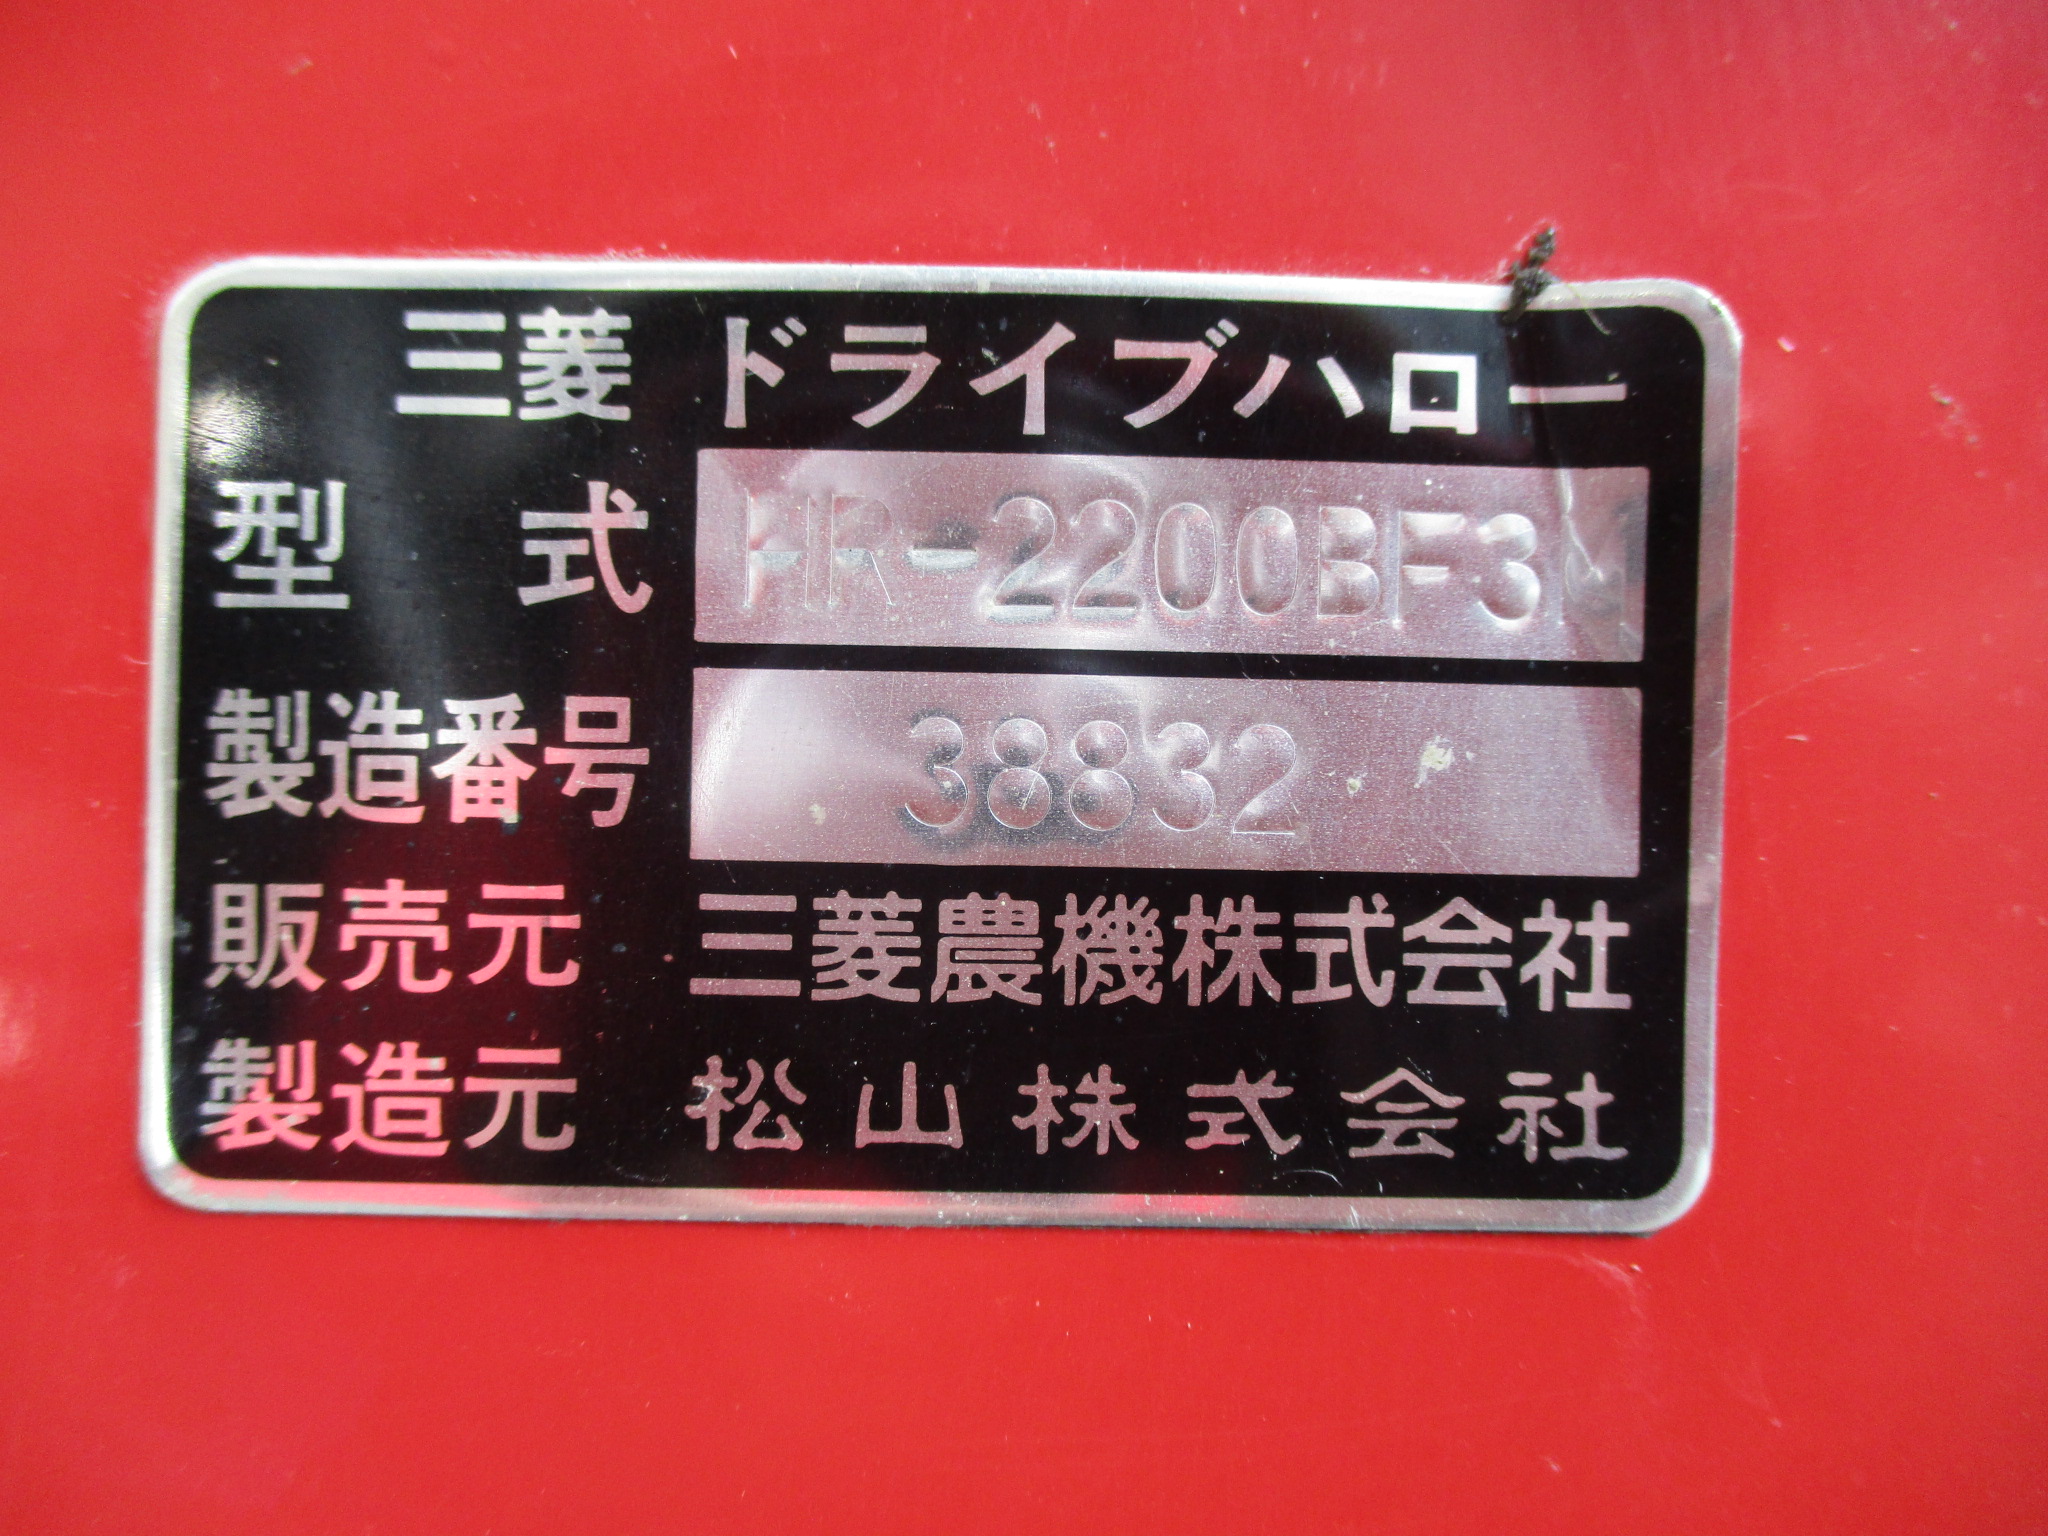 三菱 ドライブハロー
型式 HR-2200BF3
製造番号 38832
販売元 三菱農機株式会社
製造元 松山株式会社